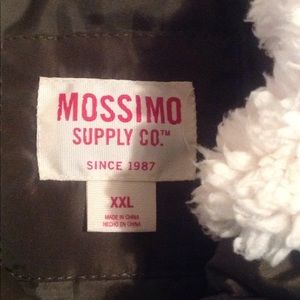 MOSSIMO
SUPPLY CO.™
SINCE 1987
XXL
MADE IN CHINA
HECHO EN CHINA